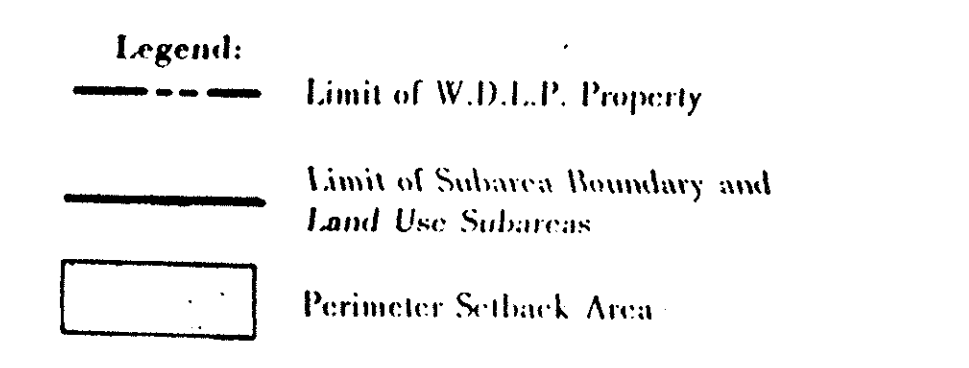 Legend:
Limit of W.D.L.P. Property
Limit of Subarea Boundary and
Land Use Subareas
Perimeter Setback Area